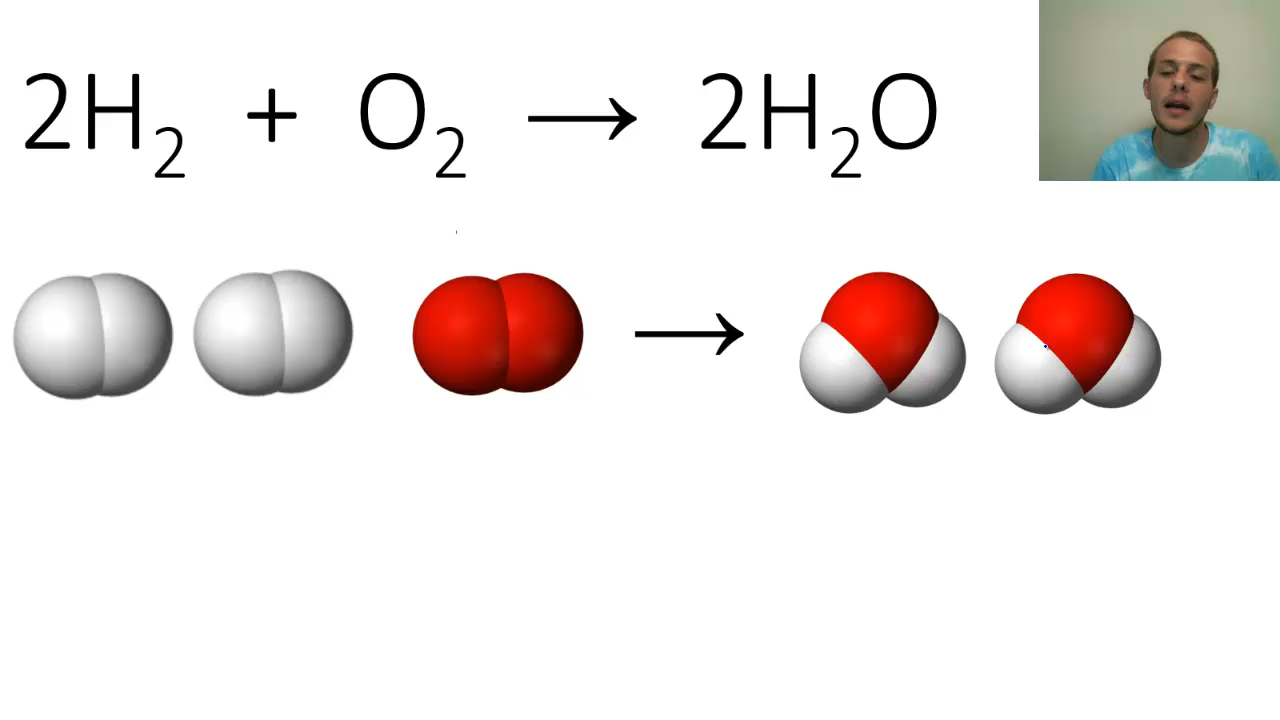 2H₂ + O₂ → 2H₂O
→